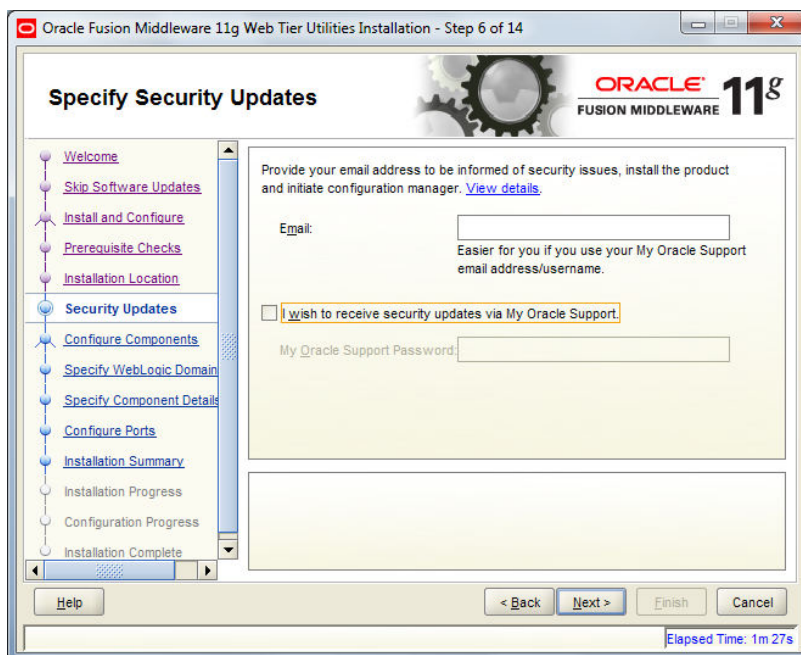 Oracle Fusion Middleware 11g Web Tier Utilities Installation - Step 6 of 14
Specify Security Updates
ORACLE
FUSION MIDDLEWARE
11g
Welcome
Skip Software Updates
Install and Configure
Prerequisite Checks
Installation Location
Security Updates
Configure Components
Specify WebLogic Domain
Specify Component Details
Configure Ports
Installation Summary
Installation Progress
Configuration Progress
Installation Complete
Provide your email address to be informed of security issues, install the product
and initiate configuration manager. View details.
Email:
Easier for you if you use your My Oracle Support
email address/username.
I wish to receive security updates via My Oracle Support.
My Oracle Support Password:
Help
< Back
Next >
Finish
Cancel
Elapsed Time: 1m 27s